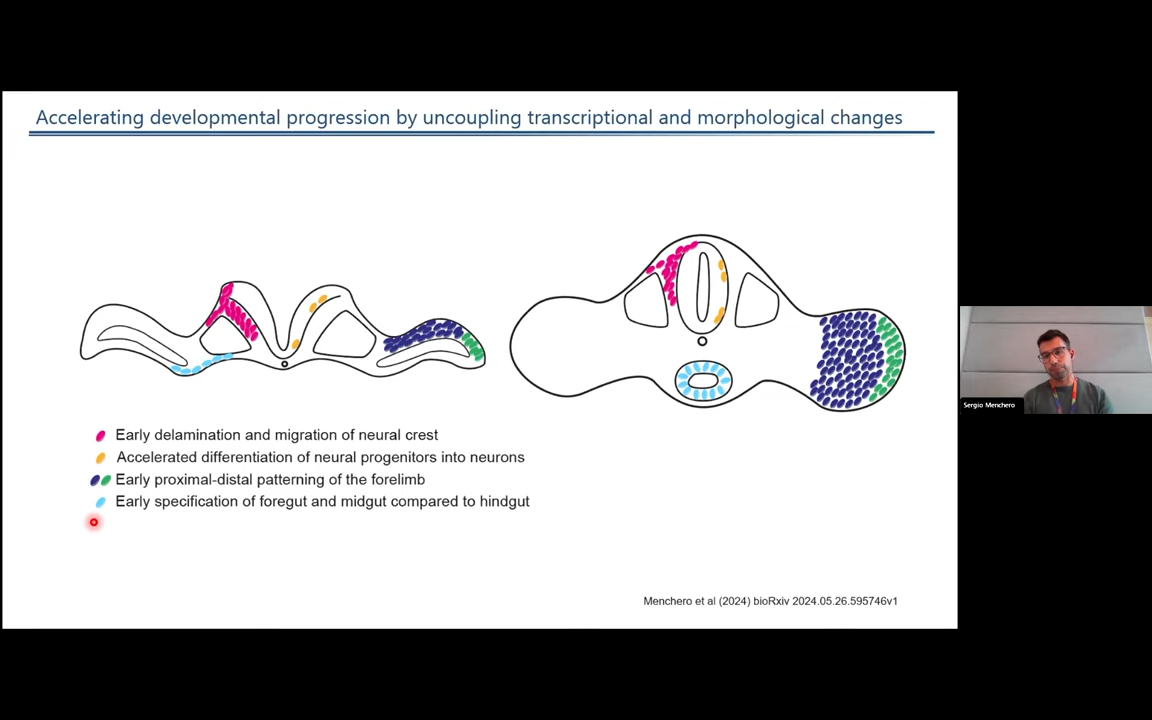 Accelerating developmental progression by uncoupling transcriptional and morphological changes
Early delamination and migration of neural crest
Accelerated differentiation of neural progenitors into neurons
Early proximal-distal patterning of the forelimb
Early specification of foregut and midgut compared to hindgut
Menchero et al (2024) bioRxiv 2024.05.26.595746v1
Sergio Menchero